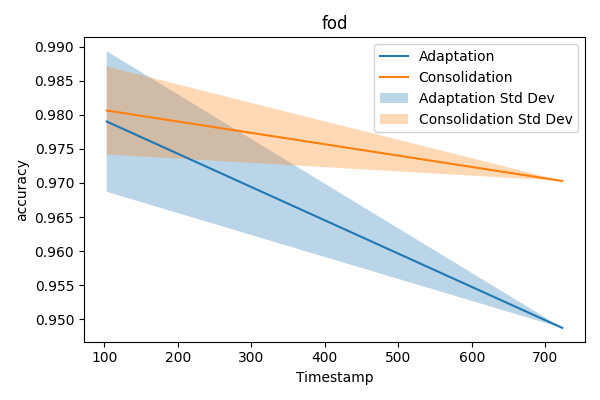 fod
0.990
0.985
0.980
0.975
0.970
0.965
0.960
0.955
0.950
accuracy
Adaptation
Consolidation
Adaptation Std Dev
Consolidation Std Dev
100 200 300 400 500 600 700
Timestamp